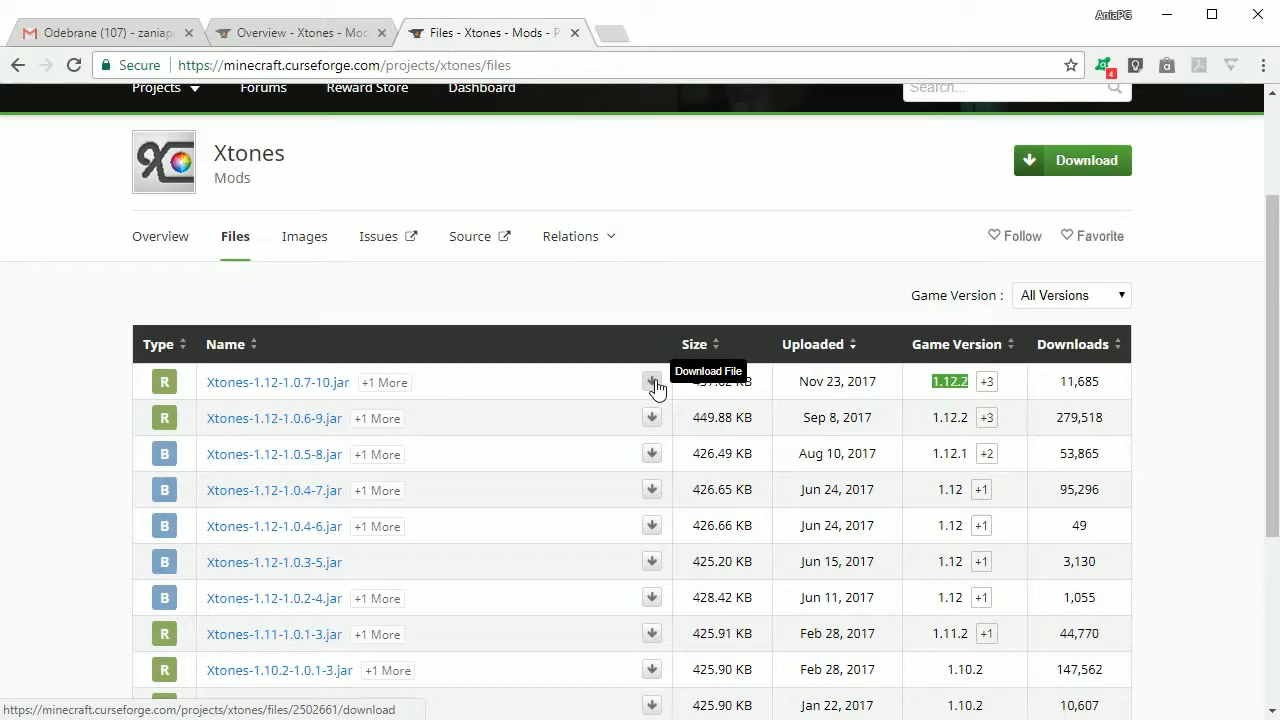 AniaPG
Odebrane (107) - zaniapc
Overview - Xtones - Mod
Files - Xtones - Mods - P
Secure https://minecraft.curseforge.com/projects/xtones/files
4
Projects Forums Reward Store Dashboard Search...
Xtones
Mods
Download
Overview Files Images Issues Source Relations Follow Favorite
Game Version : All Versions
Type Name Size Uploaded Game Version Downloads
Download File
R Xtones-1.12-1.0.7-10.jar +1 More Nov 23, 2017 1.12.2 +3 11,685
R Xtones-1.12-1.0.6-9.jar +1 More 449.88 KB Sep 8, 2017 1.12.2 +3 279,518
B Xtones-1.12-1.0.5-8.jar +1 More 426.49 KB Aug 10, 2017 1.12.1 +2 53,865
B Xtones-1.12-1.0.4-7.jar +1 More 426.65 KB Jun 24, 2017 1.12 +1 95,296
B Xtones-1.12-1.0.4-6.jar +1 More 426.66 KB Jun 24, 2017 1.12 +1 49
B Xtones-1.12-1.0.3-5.jar 425.20 KB Jun 15, 2017 1.12 +1 3,130
B Xtones-1.12-1.0.2-4.jar +1 More 428.42 KB Jun 11, 2017 1.12 +1 1,055
R Xtones-1.11-1.0.1-3.jar +1 More 425.91 KB Feb 28, 2017 1.11.2 +1 44,770
R Xtones-1.10.2-1.0.1-3.jar +1 More 425.90 KB Feb 28, 2017 1.10.2 147,562
425.90 KB Jan 22, 2017 1.10.2 10,607
https://minecraft.curseforge.com/projects/xtones/files/2502661/download